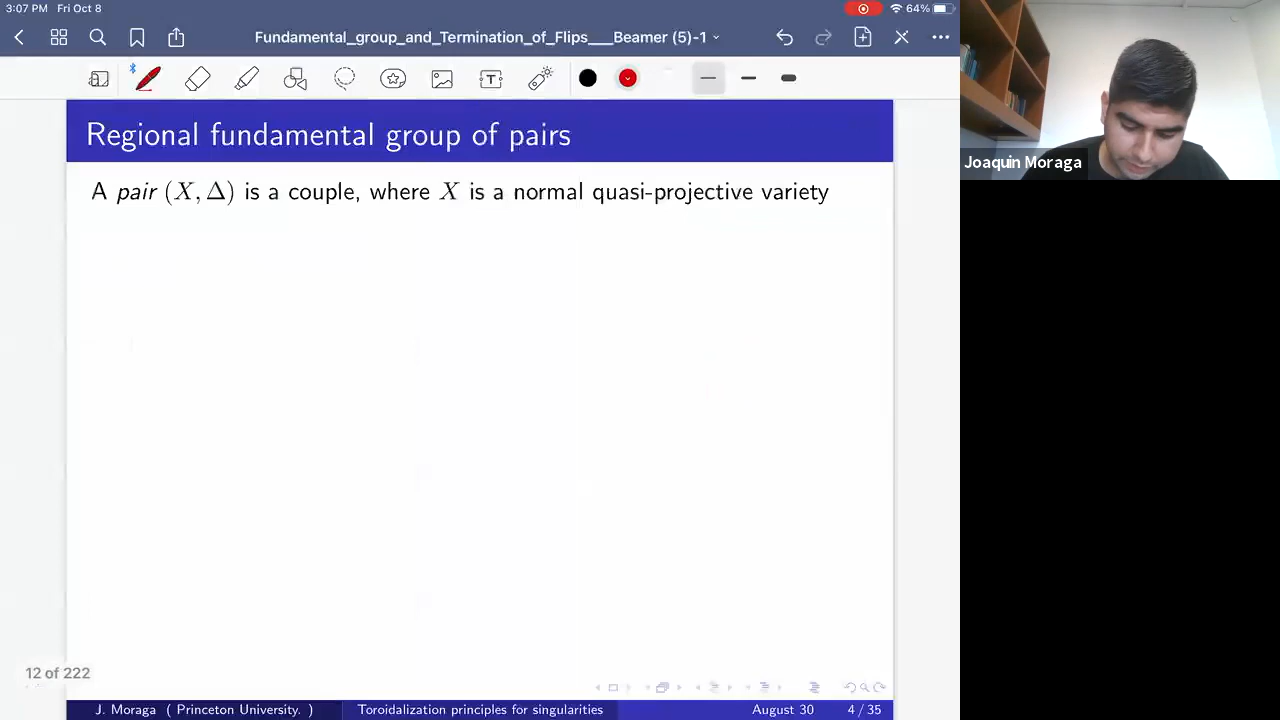 3:07 PM Fri Oct 8
64%
Fundamental_group_and_Termination_of_Flips___Beamer (5)-1
T
Regional fundamental group of pairs
A pair (X, Δ) is a couple, where X is a normal quasi-projective variety
Joaquin Moraga
12 of 222
J. Moraga ( Princeton University. ) Toroidalization principles for singularities August 30 4 / 35